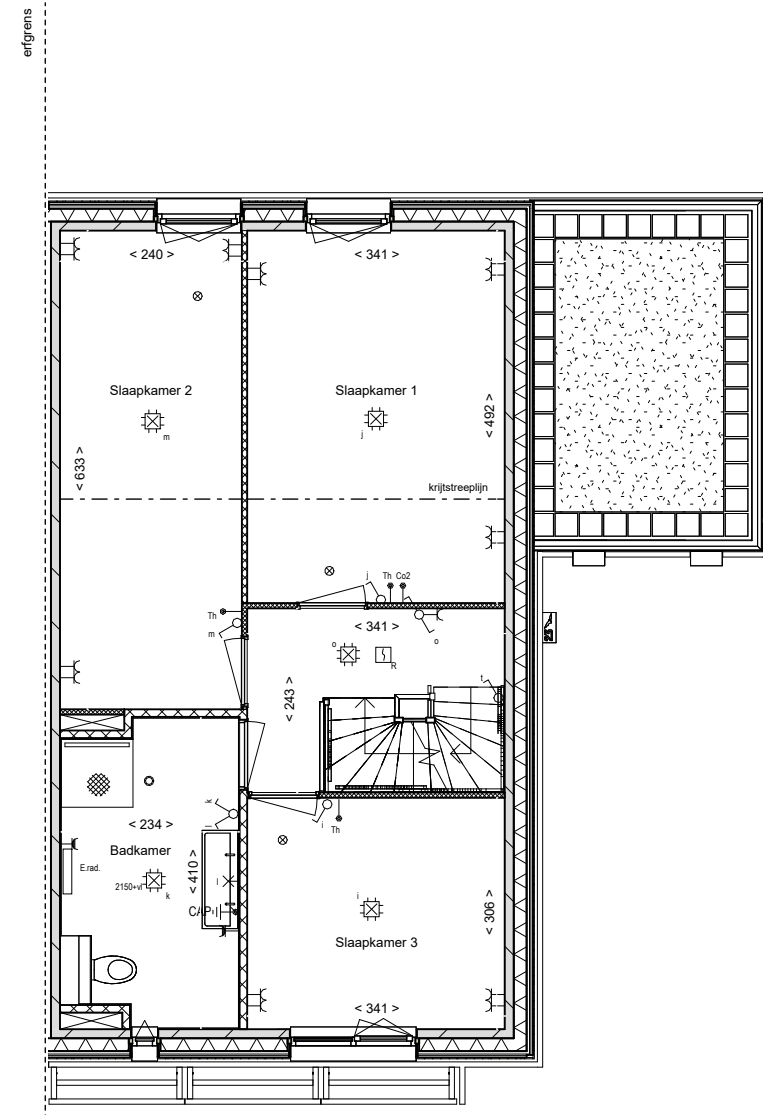 erfgrens
< 240 >
< 341 >
Slaapkamer 2
Slaapkamer 1
m
j
< 492 >
< 633 >
krijtstreeplijn
j
Th
Co2
Th
m
< 341 >
o
o
R
< 243 >
t
k
l
< 234 >
i
Th
Badkamer
E.rad.
2150+vl
k
< 410 >
l
CAP
i
Slaapkamer 3
< 306 >
< 341 >